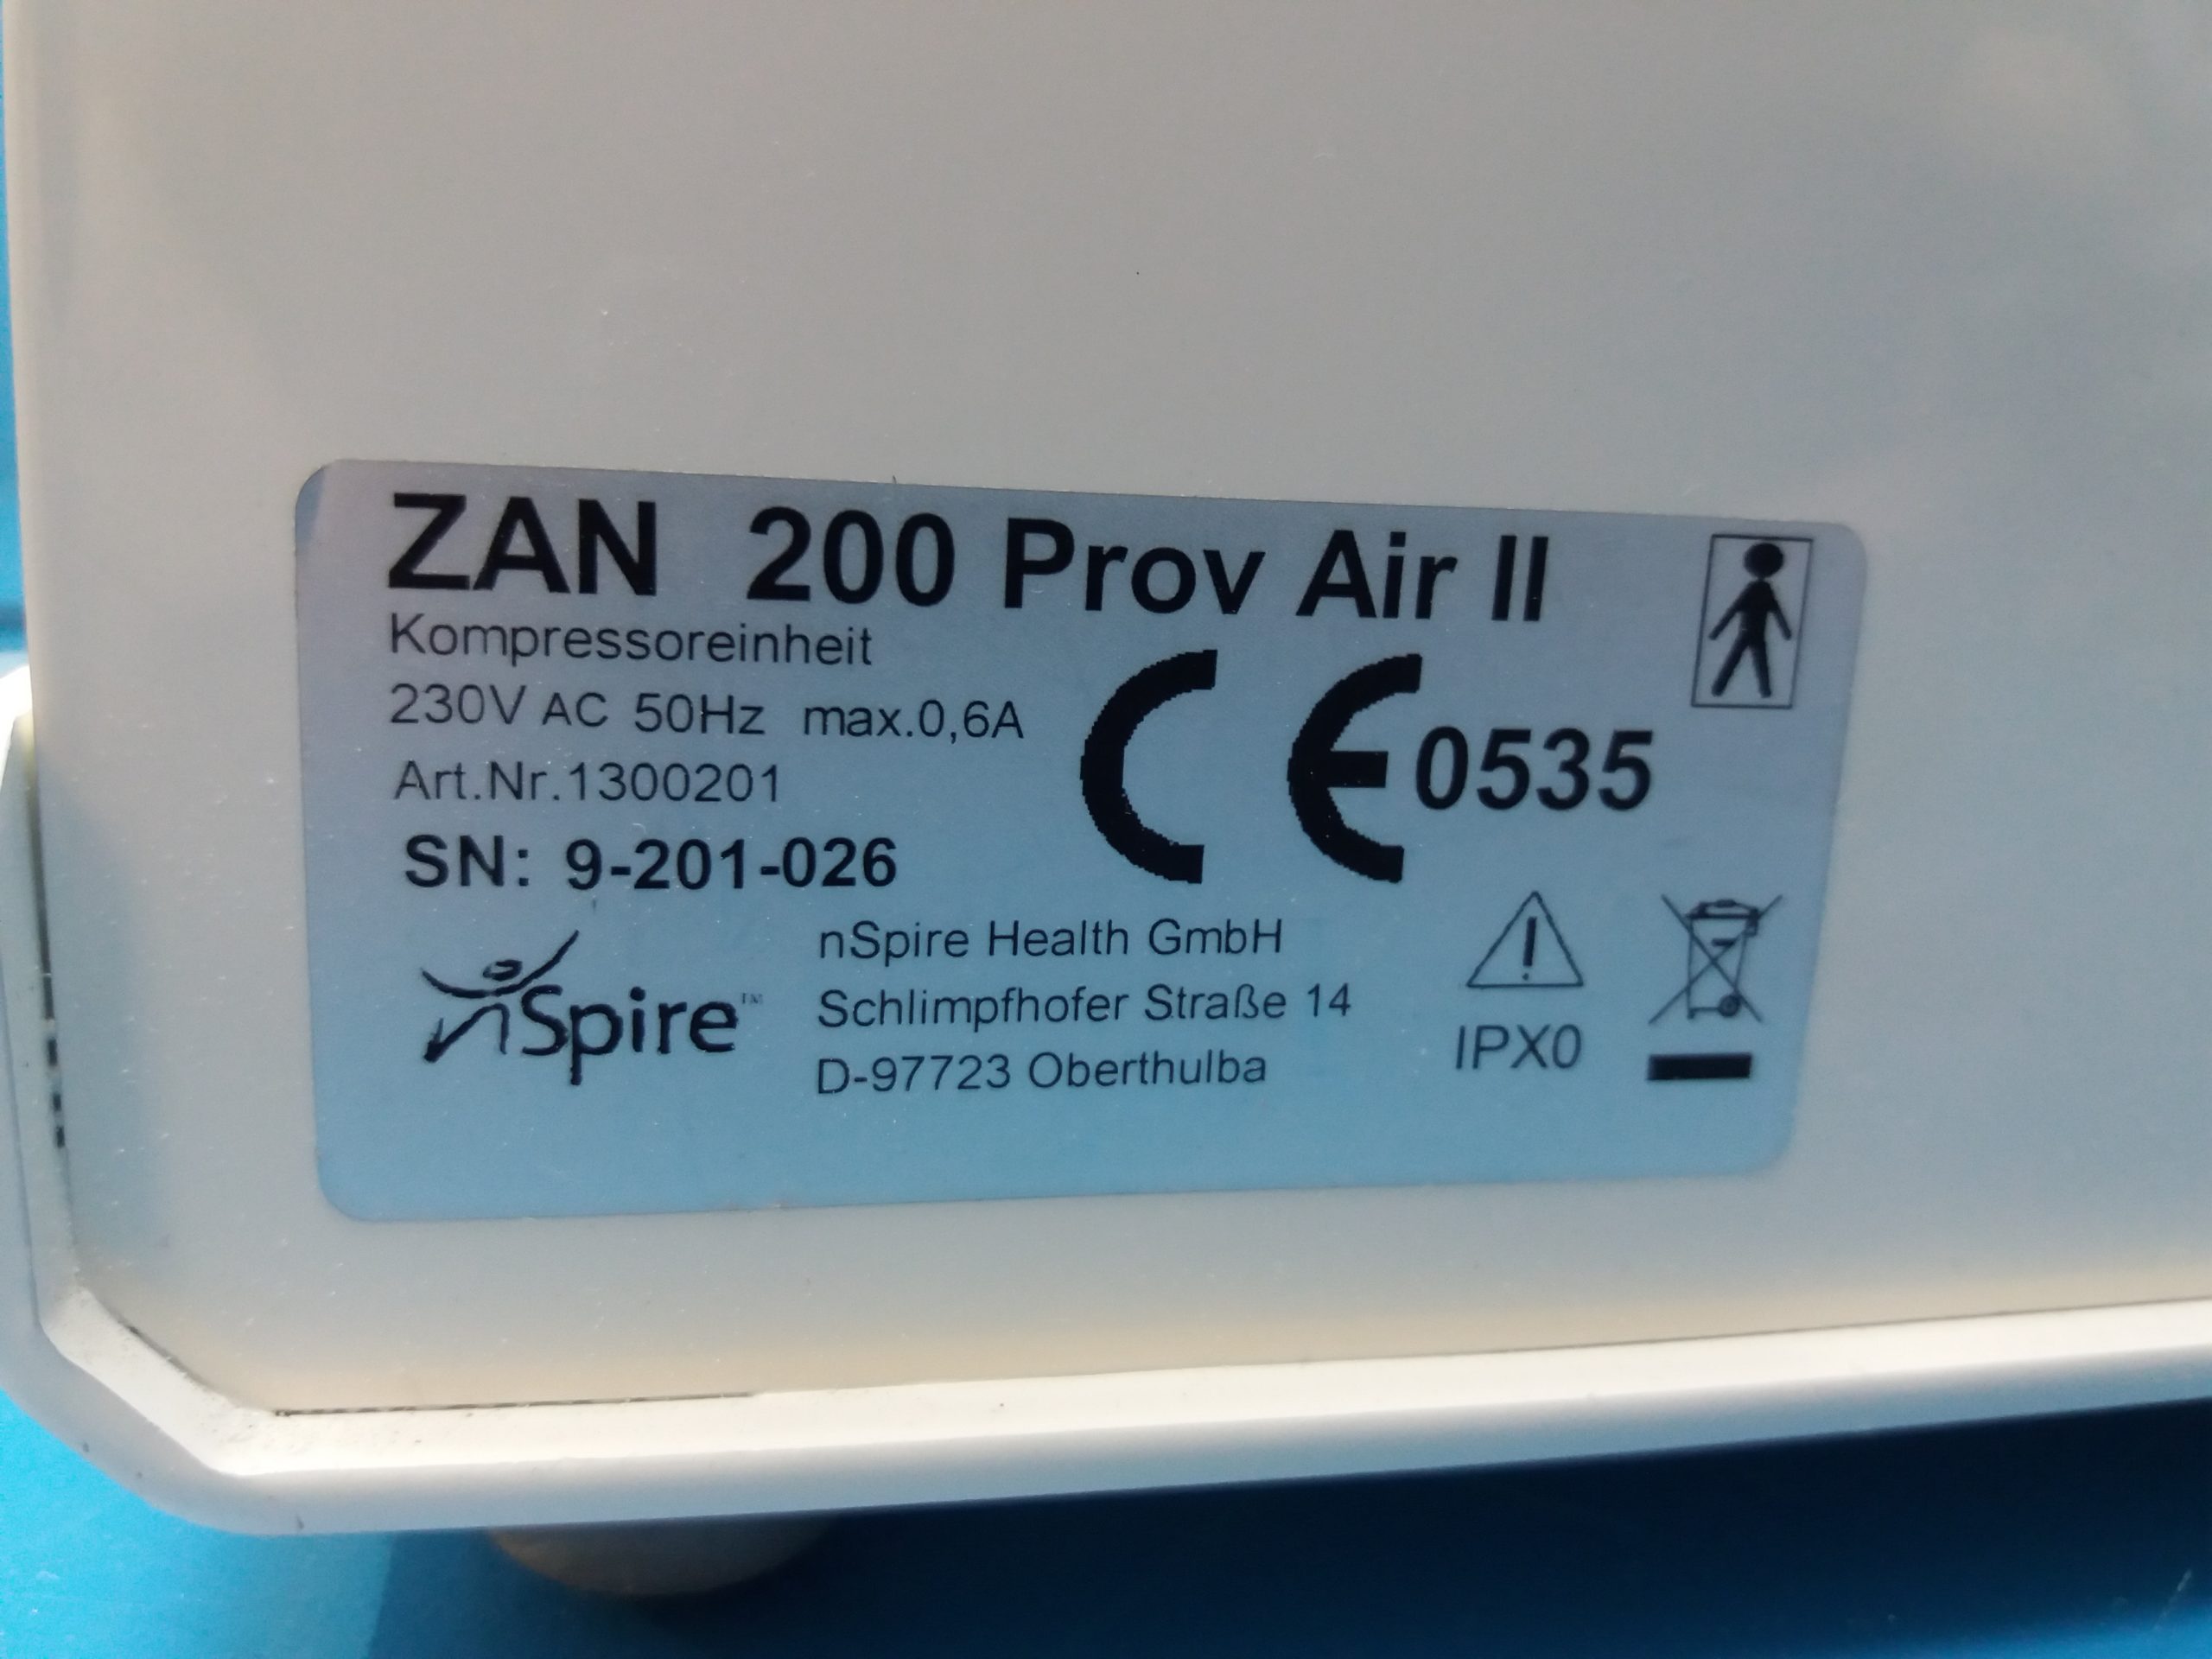 ZAN 200 Prov Air II
Kompressoreinheit
230V AC 50Hz max.0,6A
Art.Nr.1300201
SN: 9-201-026
CE 0535
nSpire™
nSpire Health GmbH
Schlimpfhofer Straße 14
D-97723 Oberthulba
IPX0